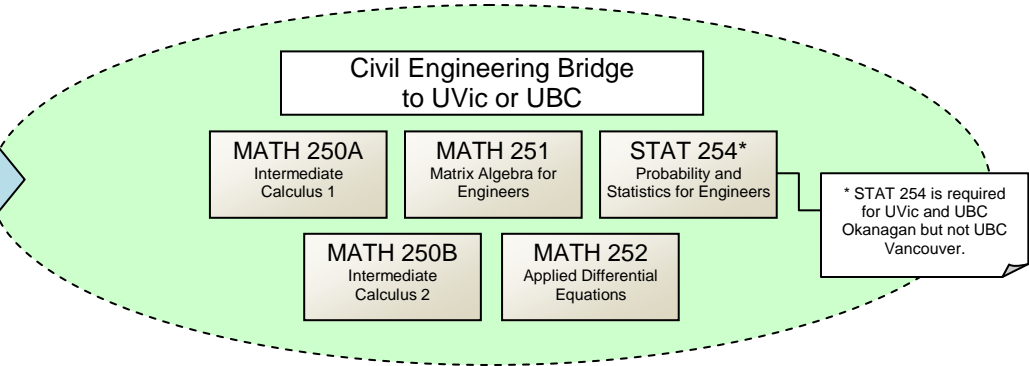 Civil Engineering Bridge
to UVic or UBC
MATH 250A
Intermediate
Calculus 1
MATH 251
Matrix Algebra for
Engineers
STAT 254*
Probability and
Statistics for Engineers
* STAT 254 is required
for UVic and UBC
Okanagan but not UBC
Vancouver.
MATH 250B
Intermediate
Calculus 2
MATH 252
Applied Differential
Equations